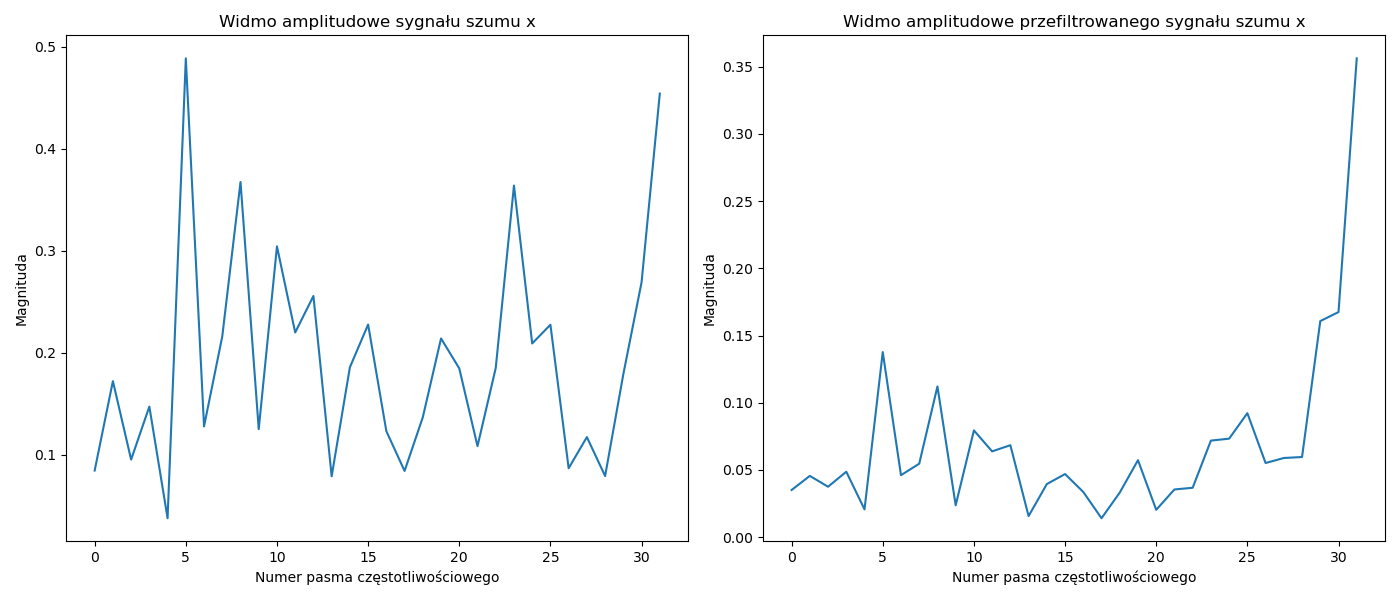 Widmo amplitudowe sygnału szumu x
0.5
0.4
0.3
0.2
0.1
Magnituda
0 5 10 15 20 25 30
Numer pasma częstotliwościowego
Widmo amplitudowe przefiltrowanego sygnału szumu x
0.35
0.30
0.25
0.20
0.15
0.10
0.05
0.00
Magnituda
0 5 10 15 20 25 30
Numer pasma częstotliwościowego